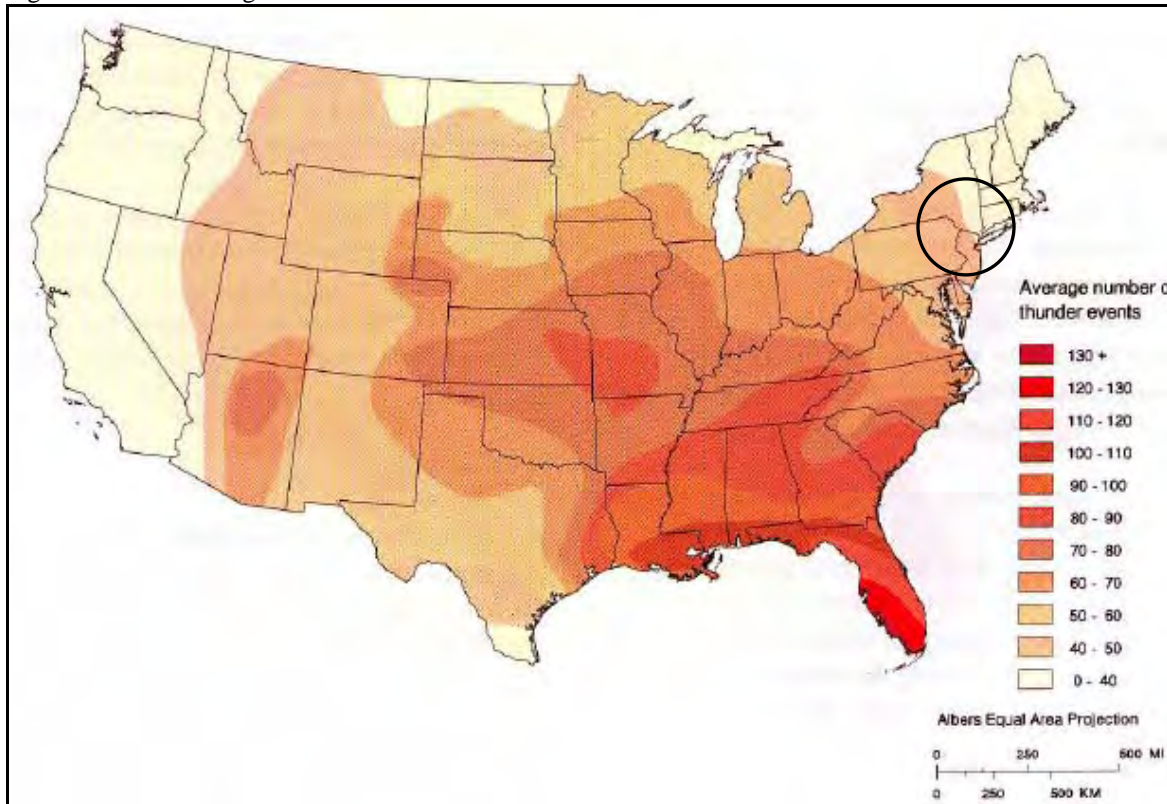 Average number o
thunder events
130 +
120 - 130
110 - 120
100 - 110
90 - 100
80 - 90
70 - 80
60 - 70
50 - 60
40 - 50
0 - 40
Albers Equal Area Projection
0 250 500 MI
0 250 500 KM